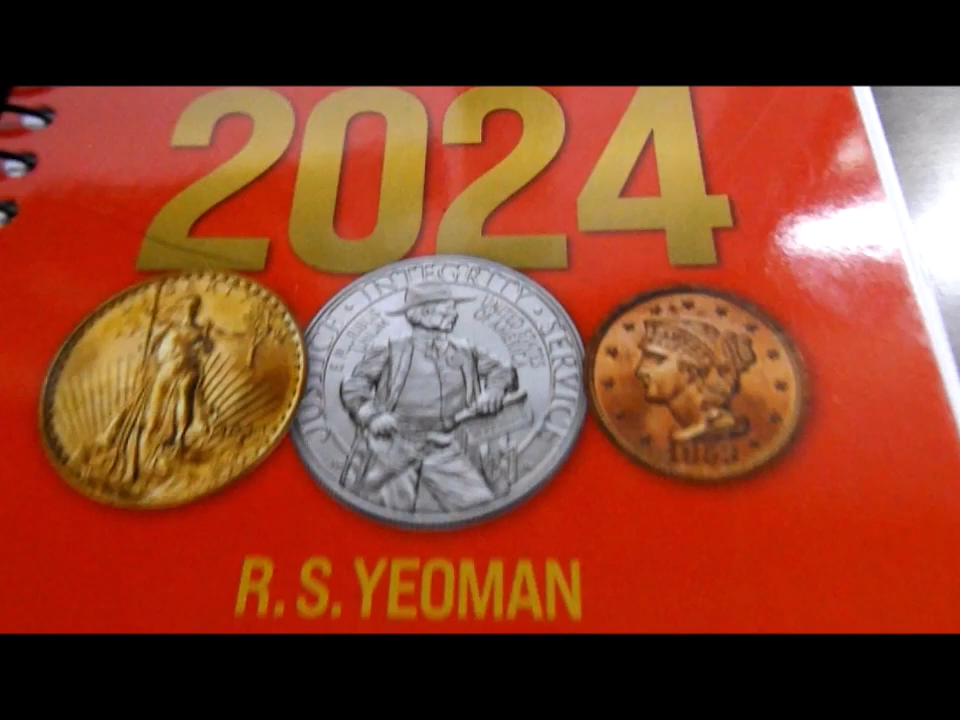 2024
JUSTICE · INTEGRITY · SERVICE
R. S. YEOMAN